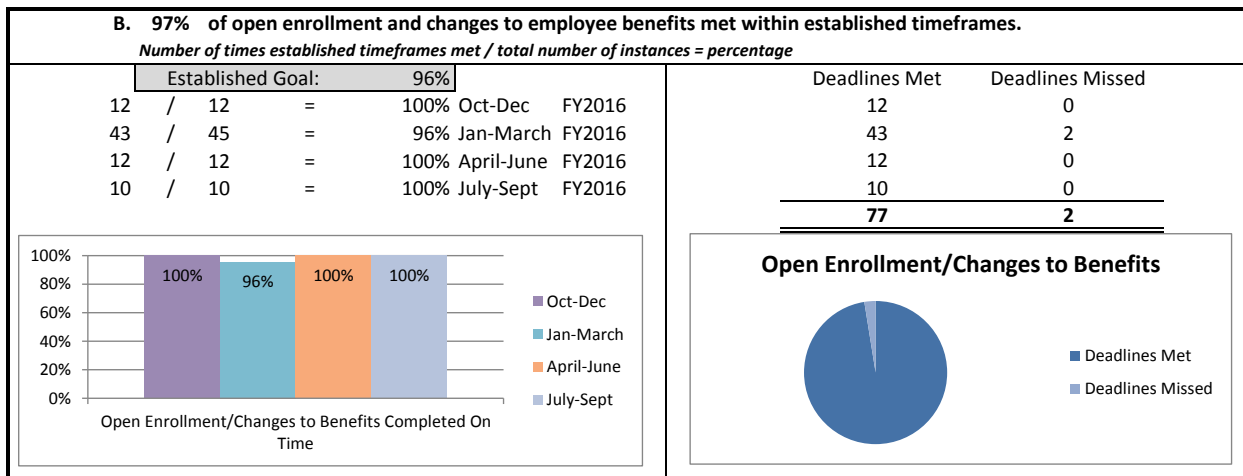 B. 97% of open enrollment and changes to employee benefits met within established timeframes.
Number of times established timeframes met / total number of instances = percentage
Established Goal: 96%
12 / 12 = 100% Oct-Dec FY2016
43 / 45 = 96% Jan-March FY2016
12 / 12 = 100% April-June FY2016
10 / 10 = 100% July-Sept FY2016
100%
80%
60%
40%
20%
0%
100% 96% 100% 100%
Oct-Dec
Jan-March
April-June
July-Sept
Open Enrollment/Changes to Benefits Completed On
Time
Deadlines Met Deadlines Missed
12 0
43 2
12 0
10 0
77 2
Open Enrollment/Changes to Benefits
Deadlines Met
Deadlines Missed